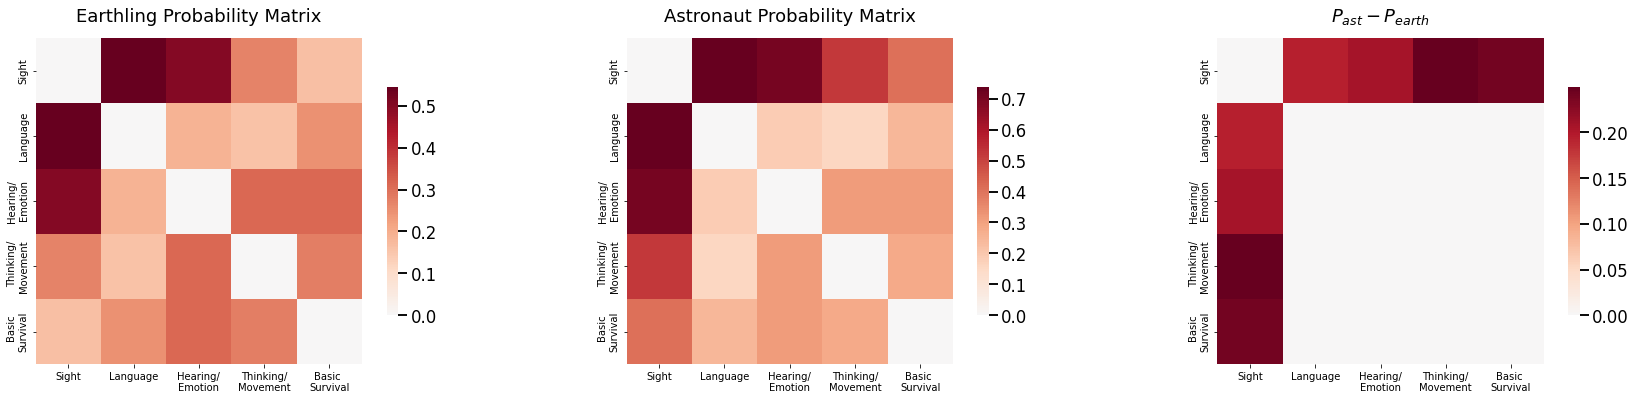 Earthling Probability Matrix
Sight
Language
Hearing/
Emotion
Thinking/
Movement
Basic
Survival
Sight
Language
Hearing/
Emotion
Thinking/
Movement
Basic
Survival
0.5
0.4
0.3
0.2
0.1
0.0
Astronaut Probability Matrix
Sight
Language
Hearing/
Emotion
Thinking/
Movement
Basic
Survival
Sight
Language
Hearing/
Emotion
Thinking/
Movement
Basic
Survival
0.7
0.6
0.5
0.4
0.3
0.2
0.1
0.0
P_{ast} − P_{earth}
Sight
Language
Hearing/
Emotion
Thinking/
Movement
Basic
Survival
Sight
Language
Hearing/
Emotion
Thinking/
Movement
Basic
Survival
0.20
0.15
0.10
0.05
0.00